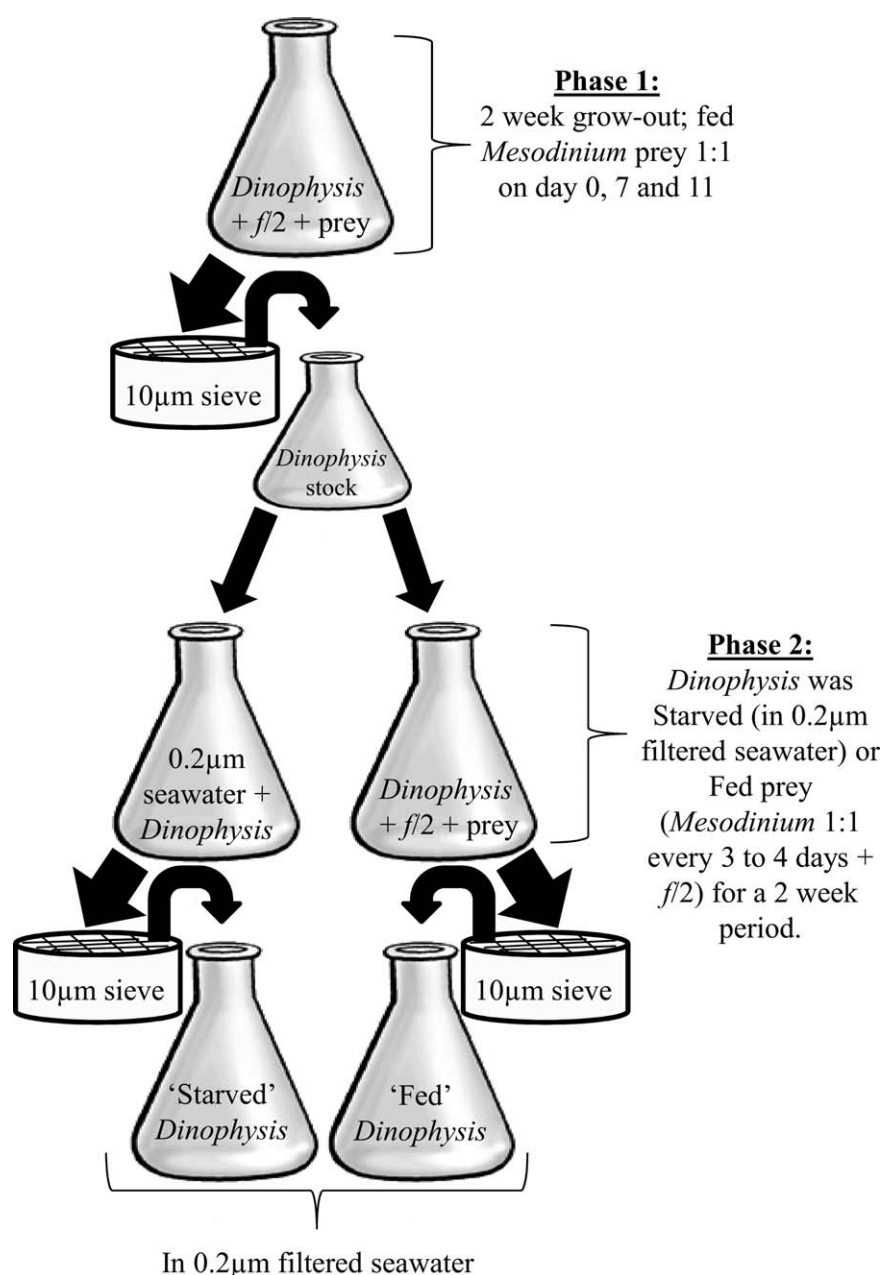 Phase 1:
2 week grow-out; fed
Mesodinium prey 1:1
on day 0, 7 and 11
Dinophysis
+ f/2 + prey
10µm sieve
Dinophysis
stock
0.2µm
seawater +
Dinophysis
Dinophysis
+ f/2 + prey
Phase 2:
Dinophysis was
Starved (in 0.2µm
filtered seawater) or
Fed prey
(Mesodinium 1:1
every 3 to 4 days +
f/2) for a 2 week
period.
10µm sieve
10µm sieve
'Starved'
Dinophysis
'Fed'
Dinophysis
In 0.2µm filtered seawater